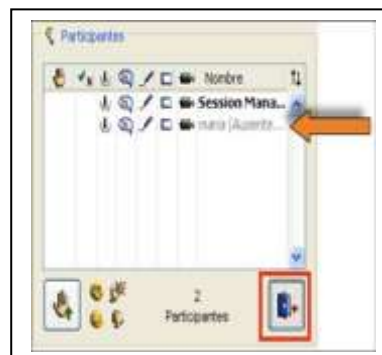 Participantes
Nombre
Session Mana...
maria (Ausente...
2
Participantes